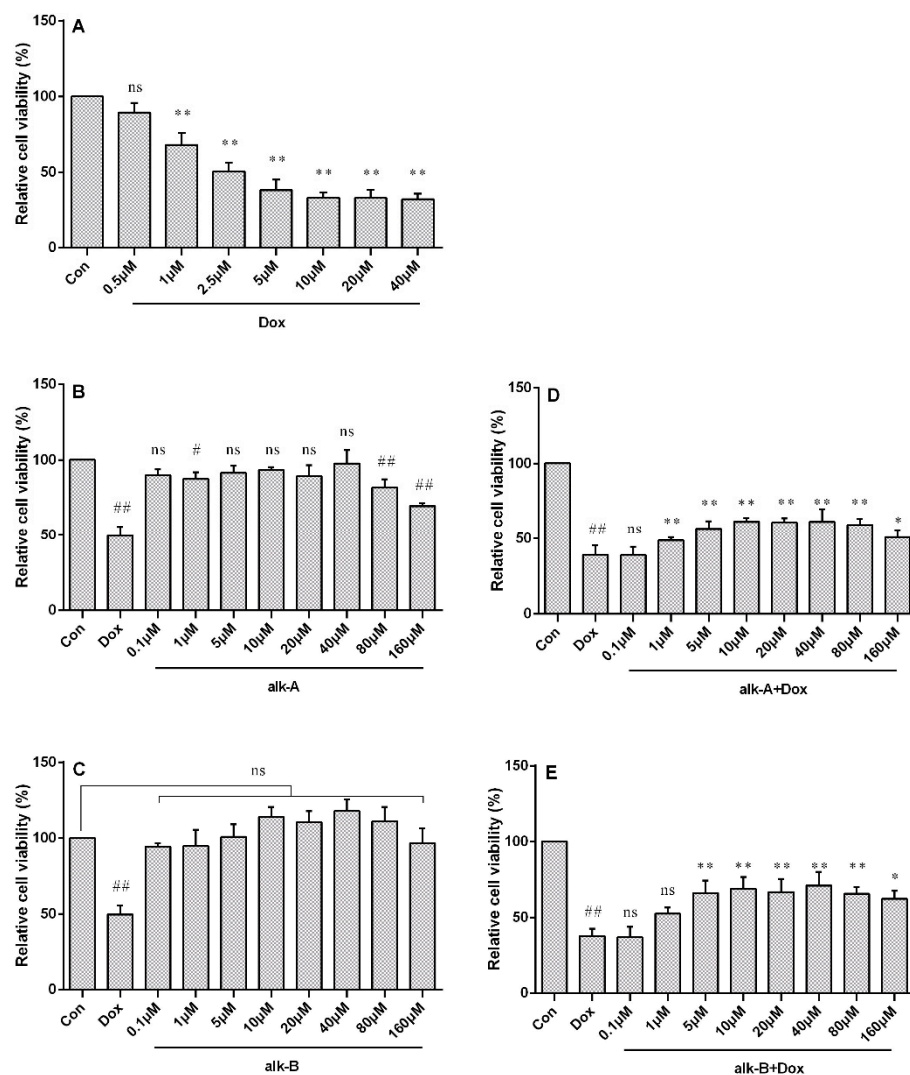 A
Relative cell viability (%)
150
100
50
0
ns
** ** ** ** ** **
Con 0.5μM 1μM 2.5μM 5μM 10μM 20μM 40μM
Dox
B
Relative cell viability (%)
150
100
50
0
## ns # ns ns ns ns ## ##
Con Dox 0.1μM 1μM 5μM 10μM 20μM 40μM 80μM 160μM
alk-A
D
Relative cell viability (%)
150
100
50
0
## ns ** ** ** ** ** ** *
Con Dox 0.1μM 1μM 5μM 10μM 20μM 40μM 80μM 160μM
alk-A+Dox
C
Relative cell viability (%)
150
100
50
0
ns
##
Con Dox 0.1μM 1μM 5μM 10μM 20μM 40μM 80μM 160μM
alk-B
E
Relative cell viability (%)
150
100
50
0
## ns ns ** ** ** ** ** *
Con Dox 0.1μM 1μM 5μM 10μM 20μM 40μM 80μM 160μM
alk-B+Dox